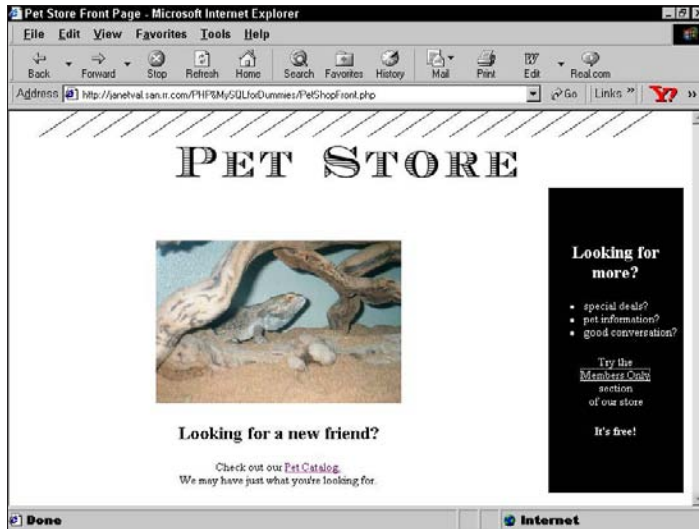 Pet Store Front Page - Microsoft Internet Explorer
File Edit View Favorites Tools Help
Back Forward Stop Refresh Home Search Favorites History Mail Print Edit Real.com
Address http://janetval.san.rr.com/PHP&MySQLforDummies/PetShopFront.php Go Links » Y? »
PET STORE
Looking for
more?
special deals?
pet information?
good conversation?
Try the
Members Only
section
of our store
It's free!
Looking for a new friend?
Check out our Pet Catalog.
We may have just what you're looking for.
Done Internet